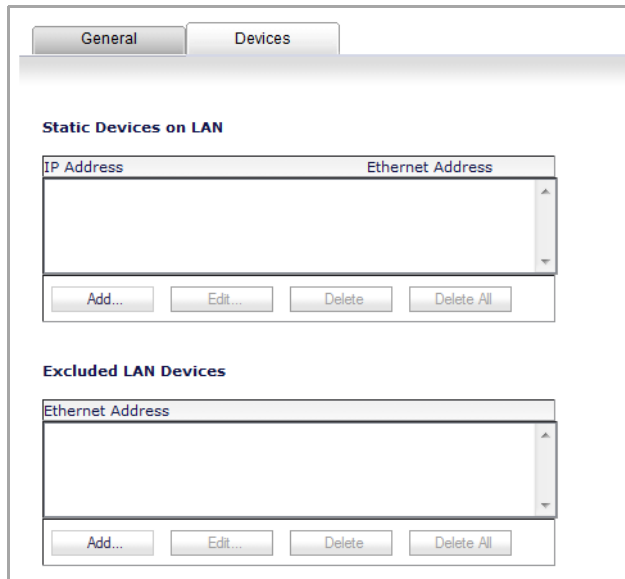 General Devices
Static Devices on LAN
IP Address Ethernet Address
Add... Edit... Delete Delete All
Excluded LAN Devices
Ethernet Address
Add... Edit... Delete Delete All